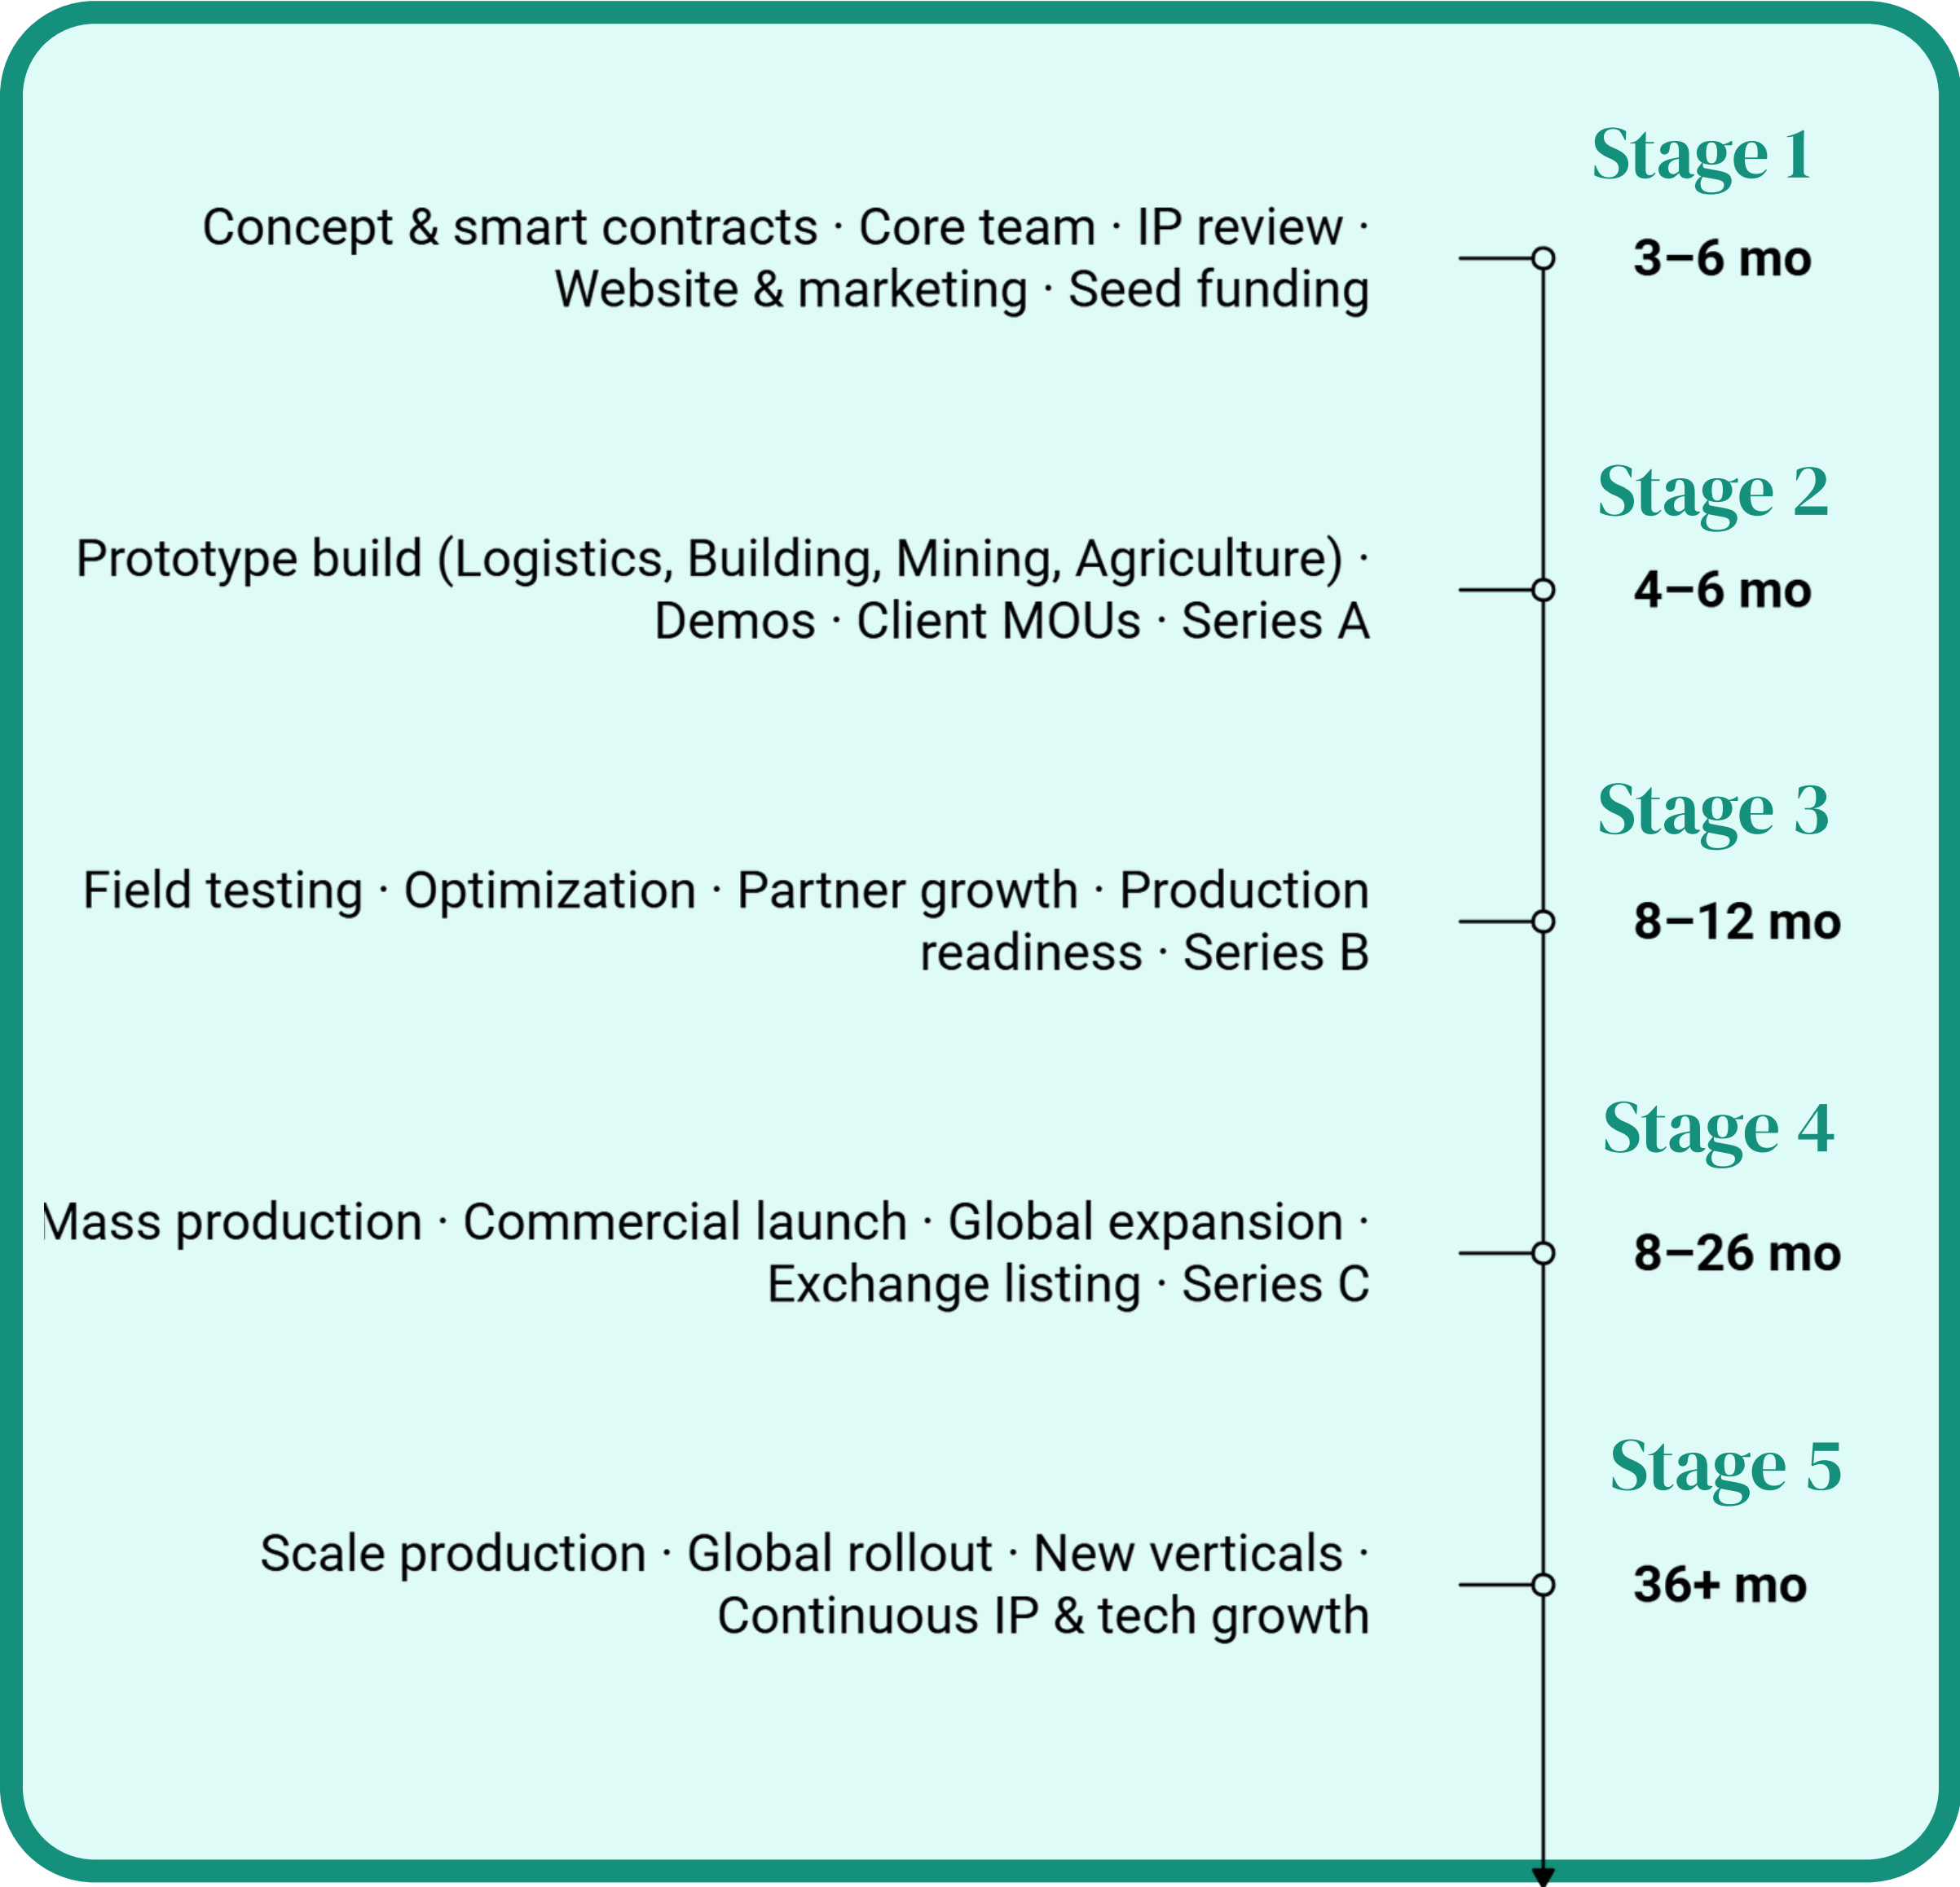 Stage 1
Concept & smart contracts · Core team · IP review ·
Website & marketing · Seed funding
3–6 mo
Stage 2
Prototype build (Logistics, Building, Mining, Agriculture) ·
Demos · Client MOUs · Series A
4–6 mo
Stage 3
Field testing · Optimization · Partner growth · Production
readiness · Series B
8–12 mo
Stage 4
Mass production · Commercial launch · Global expansion ·
Exchange listing · Series C
8–26 mo
Stage 5
Scale production · Global rollout · New verticals ·
Continuous IP & tech growth
36+ mo